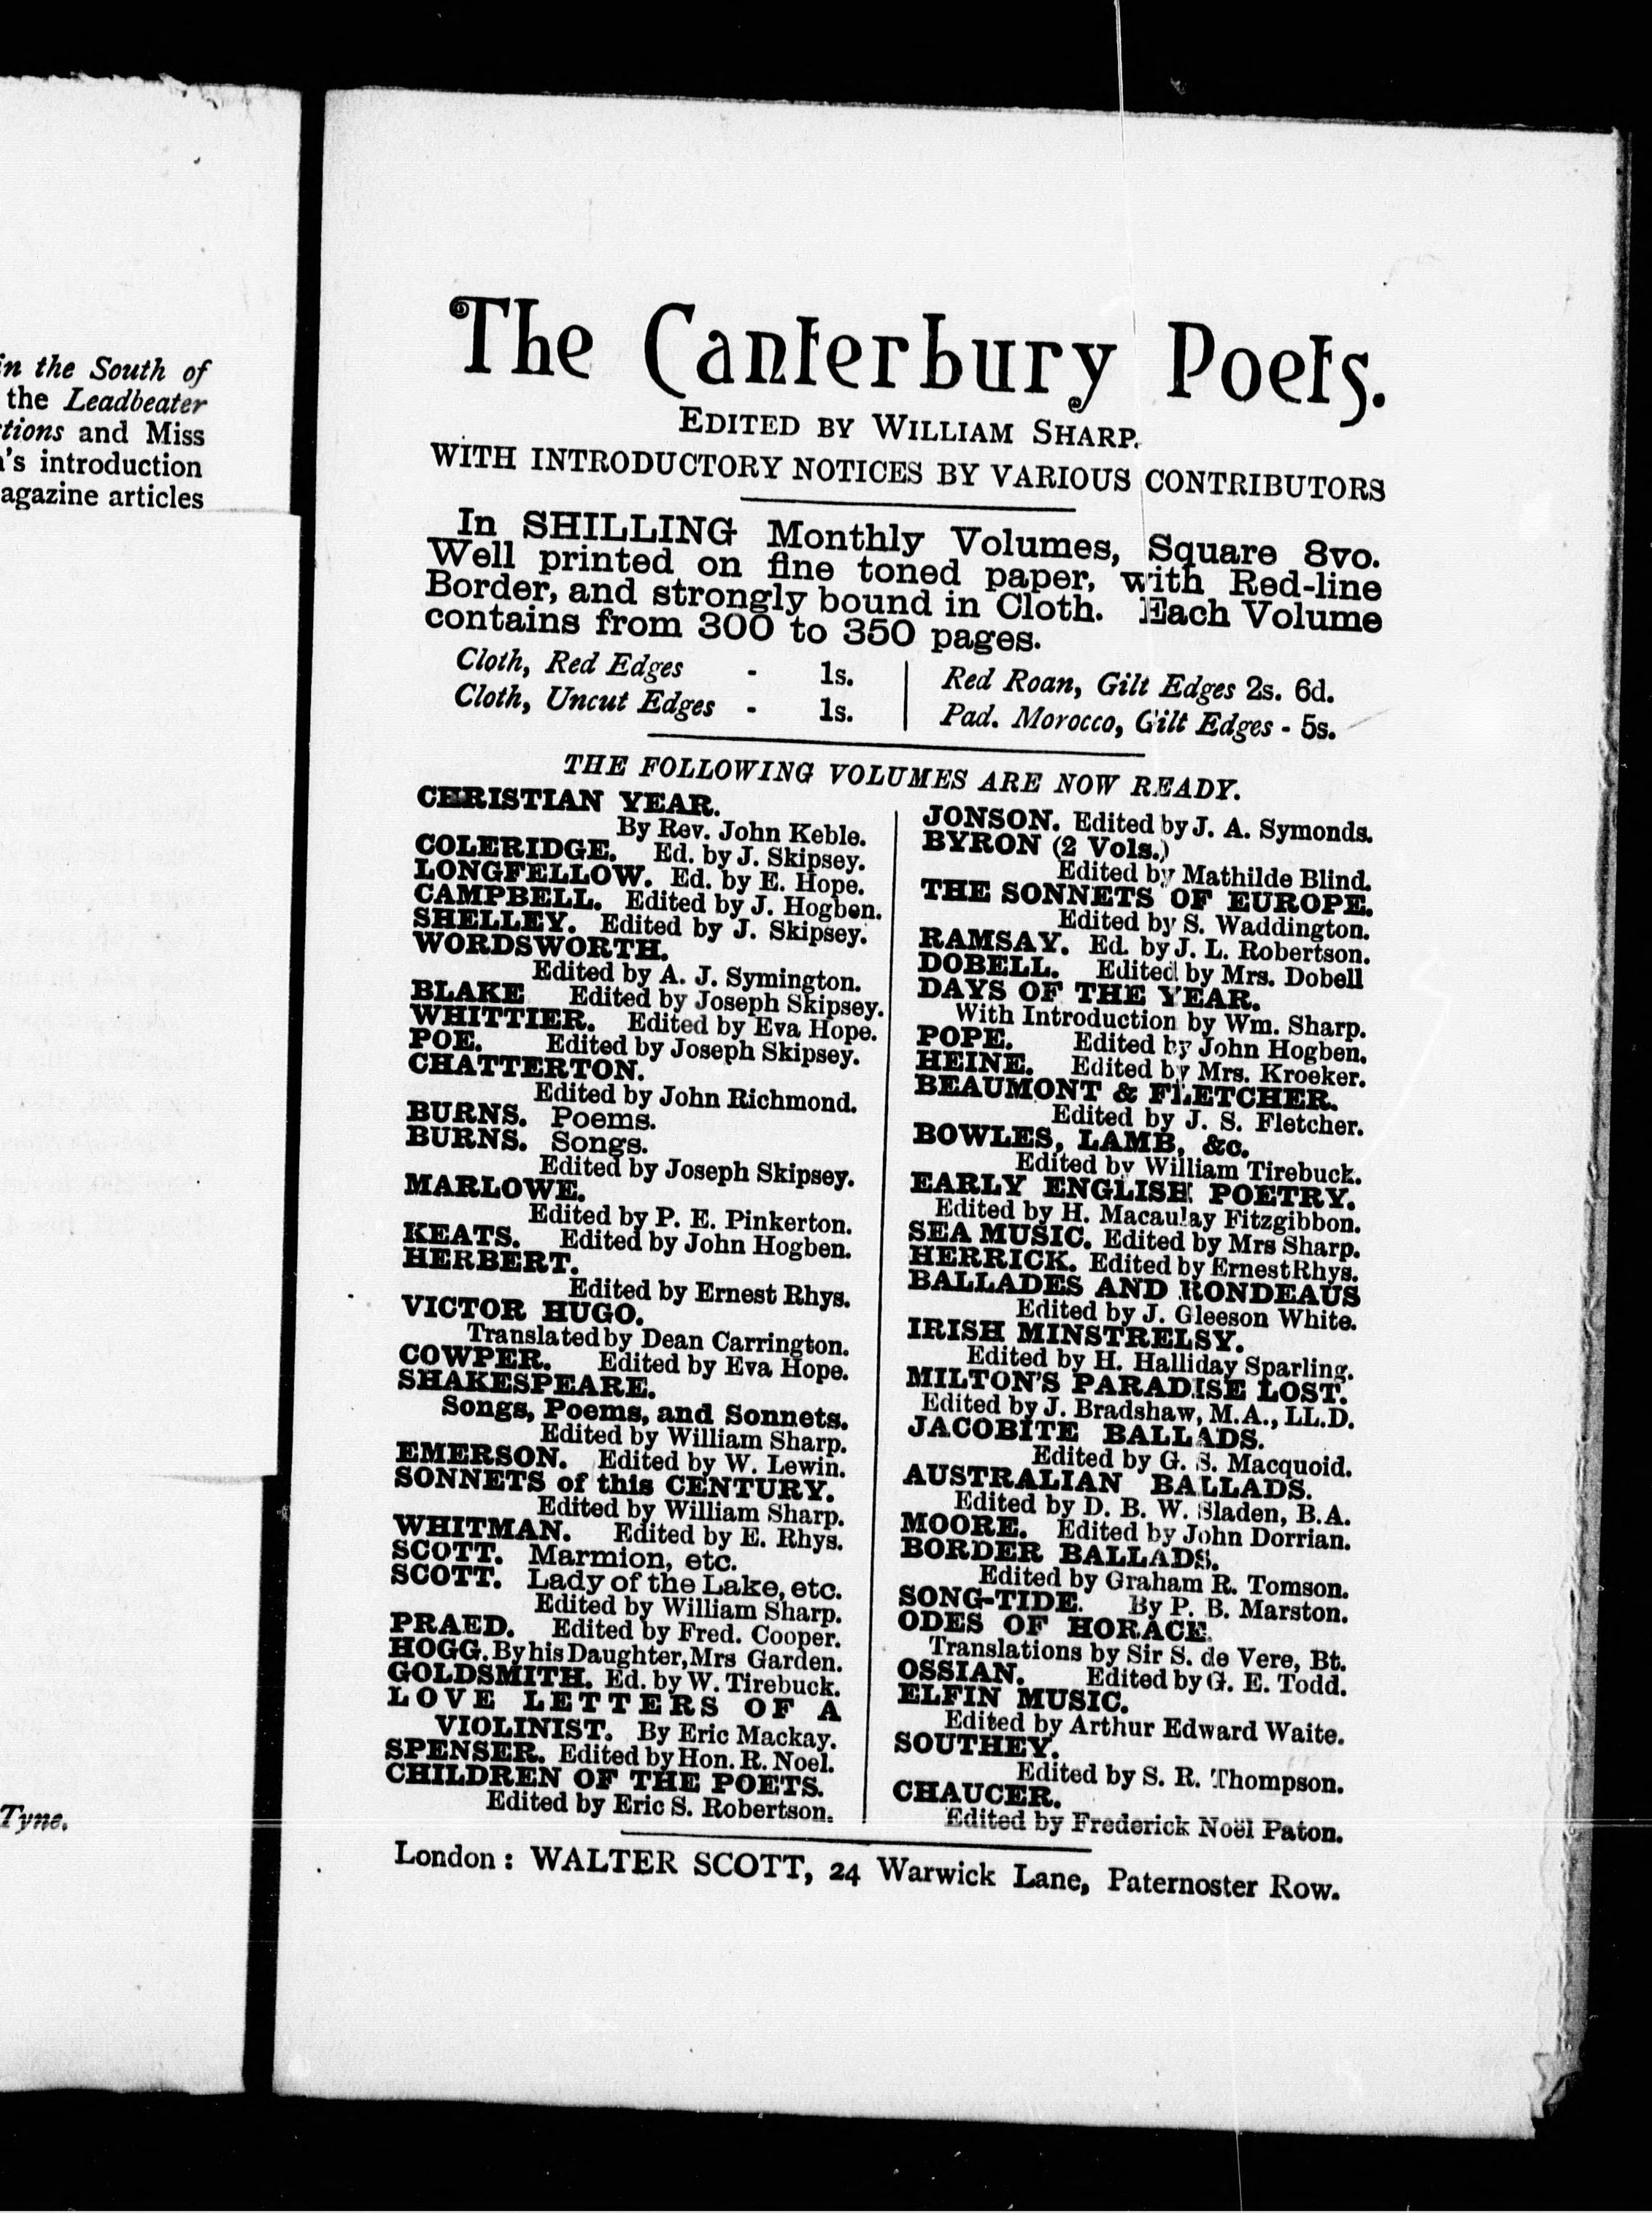 in the South of
the Leadbeater
tions and Miss
's introduction
agazine articles
Tyne.
The Canterbury Poets.
EDITED BY WILLIAM SHARP.
WITH INTRODUCTORY NOTICES BY VARIOUS CONTRIBUTORS
In SHILLING Monthly Volumes, Square 8vo.
Well printed on fine toned paper, with Red-line
Border, and strongly bound in Cloth. Each Volume
contains from 300 to 350 pages.
Cloth, Red Edges - 1s.
Cloth, Uncut Edges - 1s.
Red Roan, Gilt Edges 2s. 6d.
Pad. Morocco, Gilt Edges - 5s.
THE FOLLOWING VOLUMES ARE NOW READY.
CHRISTIAN YEAR.
By Rev. John Keble.
COLERIDGE. Ed. by J. Skipsey.
LONGFELLOW. Ed. by E. Hope.
CAMPBELL. Edited by J. Hogben.
SHELLEY. Edited by J. Skipsey.
WORDSWORTH.
Edited by A. J. Symington.
BLAKE Edited by Joseph Skipsey.
WHITTIER. Edited by Eva Hope.
POE. Edited by Joseph Skipsey.
CHATTERTON.
Edited by John Richmond.
BURNS. Poems.
BURNS. Songs.
Edited by Joseph Skipsey.
MARLOWE.
Edited by P. E. Pinkerton.
KEATS. Edited by John Hogben.
HERBERT.
Edited by Ernest Rhys.
VICTOR HUGO.
Translated by Dean Carrington.
COWPER. Edited by Eva Hope.
SHAKESPEARE.
Songs, Poems, and Sonnets.
Edited by William Sharp.
EMERSON. Edited by W. Lewin.
SONNETS of this CENTURY.
Edited by William Sharp.
WHITMAN. Edited by E. Rhys.
SCOTT. Marmion, etc.
SCOTT. Lady of the Lake, etc.
Edited by William Sharp.
PRAED. Edited by Fred. Cooper.
HOGG. By his Daughter, Mrs Garden.
GOLDSMITH. Ed. by W. Tirebuck.
LOVE LETTERS OF A
VIOLINIST. By Eric Mackay.
SPENSER. Edited by Hon. R. Noel.
CHILDREN OF THE POETS.
Edited by Eric S. Robertson.
JONSON. Edited by J. A. Symonds.
BYRON (2 Vols.)
Edited by Mathilde Blind.
THE SONNETS OF EUROPE.
Edited by S. Waddington.
RAMSAY. Ed. by J. L. Robertson.
DOBELL. Edited by Mrs. Dobell
DAYS OF THE YEAR.
With Introduction by Wm. Sharp.
POPE. Edited by John Hogben.
HEINE. Edited by Mrs. Kroeker.
BEAUMONT & FLETCHER.
Edited by J. S. Fletcher.
BOWLES, LAMB, &c.
Edited by William Tirebuck.
EARLY ENGLISH POETRY.
Edited by H. Macaulay Fitzgibbon.
SEA MUSIC. Edited by Mrs Sharp.
HERRICK. Edited by Ernest Rhys.
BALLADES AND RONDEAUS
Edited by J. Gleeson White.
IRISH MINSTRELSY.
Edited by H. Halliday Sparling.
MILTON'S PARADISE LOST.
Edited by J. Bradshaw, M.A., LL.D.
JACOBITE BALLADS.
Edited by G. S. Macquoid.
AUSTRALIAN BALLADS.
Edited by D. B. W. Sladen, B.A.
MOORE. Edited by John Dorrian.
BORDER BALLADS.
Edited by Graham R. Tomson.
SONG-TIDE. By P. B. Marston.
ODES OF HORACE.
Translations by Sir S. de Vere, Bt.
OSSIAN. Edited by G. E. Todd.
ELFIN MUSIC.
Edited by Arthur Edward Waite.
SOUTHEY.
Edited by S. R. Thompson.
CHAUCER.
Edited by Frederick Noël Paton.
London: WALTER SCOTT, 24 Warwick Lane, Paternoster Row.